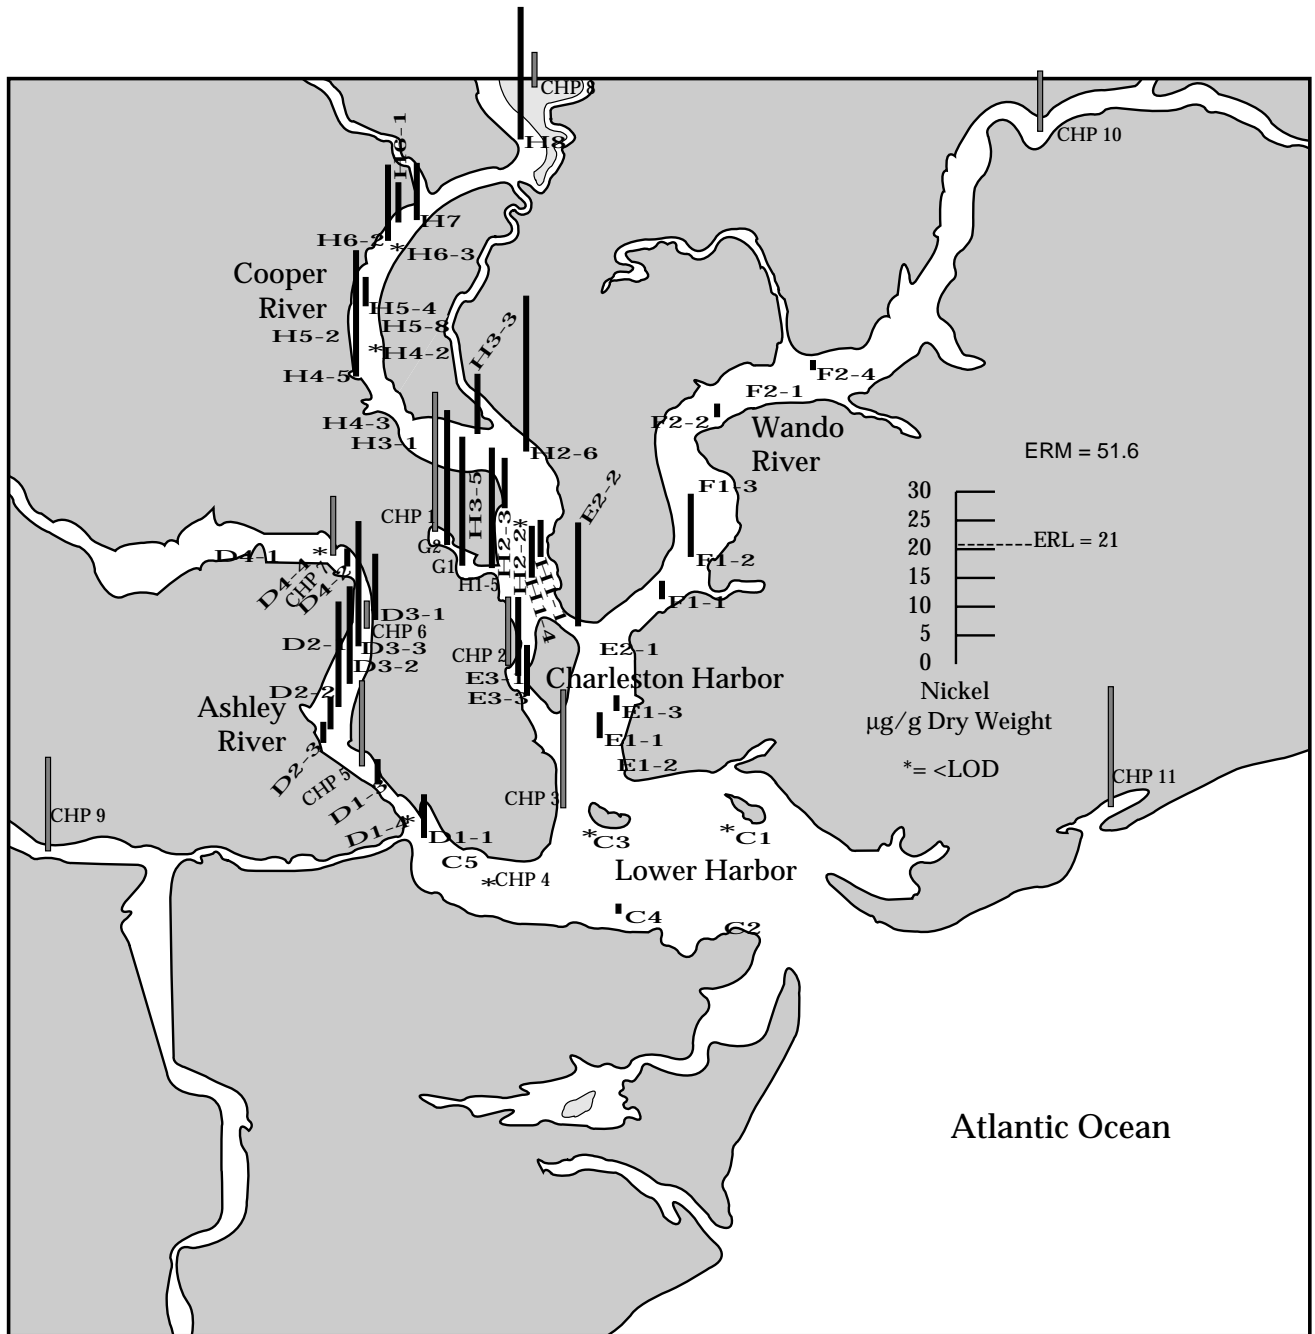 CHP 8
H8
CHP 10
H6-1
H7
H6-2
*H6-3
Cooper
River
H5-4
H5-8
H5-2
*H4-2
H3-3
H4-5
F2-4
F2-1
F2-2
H4-3
H3-1
Wando
River
H2-6
ERM = 51.6
H3-5
E2-2
F1-3
30
25
20
15
10
5
0
ERL = 21
Nickel
µg/g Dry Weight
*= <LOD
CHP 1
G2
G1
H1-5
H2-3
H2-2*
H1-1
H1-4
F1-2
F1-1
D4-1
*
D4-4
CHP 7
D4-2
D3-1
CHP 6
D2-1
D3-3
D3-2
CHP 2
E2-1
E3-1
Charleston Harbor
D2-2
E3-3
Ashley
River
E1-3
E1-1
D2-3
CHP 5
E1-2
CHP 11
D1-3
CHP 3
CHP 9
D1-4*
D1-1
*C3
*C1
C5
Lower Harbor
*CHP 4
C4
C2
Atlantic Ocean